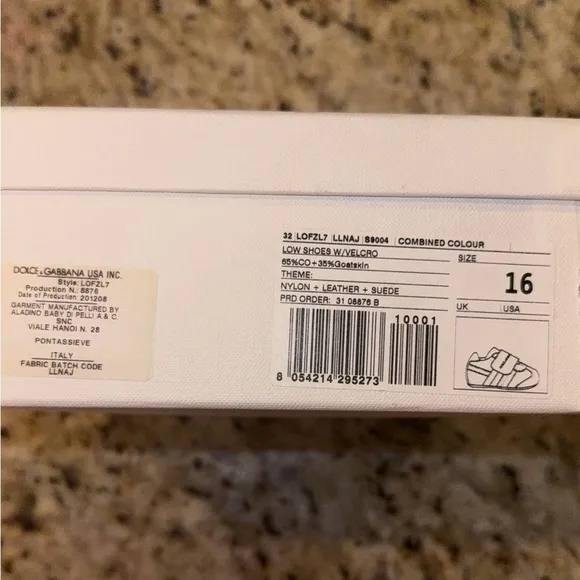 DOLCE & GABBANA USA INC.
Style: LOFZL7
Production N.: 8876
Date of Production: 201208
GARMENT MANUFACTURED BY
ALADINO BABY DI PELLI A.& C.
SNC
VIALE HANOI N. 28
PONTASSIEVE
ITALY
FABRIC BATCH CODE
LLNAJ
32 LOFZL7 LLNAJ S9004 COMBINED COLOUR
LOW SHOES W/VELCRO
65%CO+35%Goatskin
THEME:
NYLON + LEATHER + SUEDE
PRD ORDER: 31 08876 B
10001
8 054214 295273
SIZE
16
UK USA